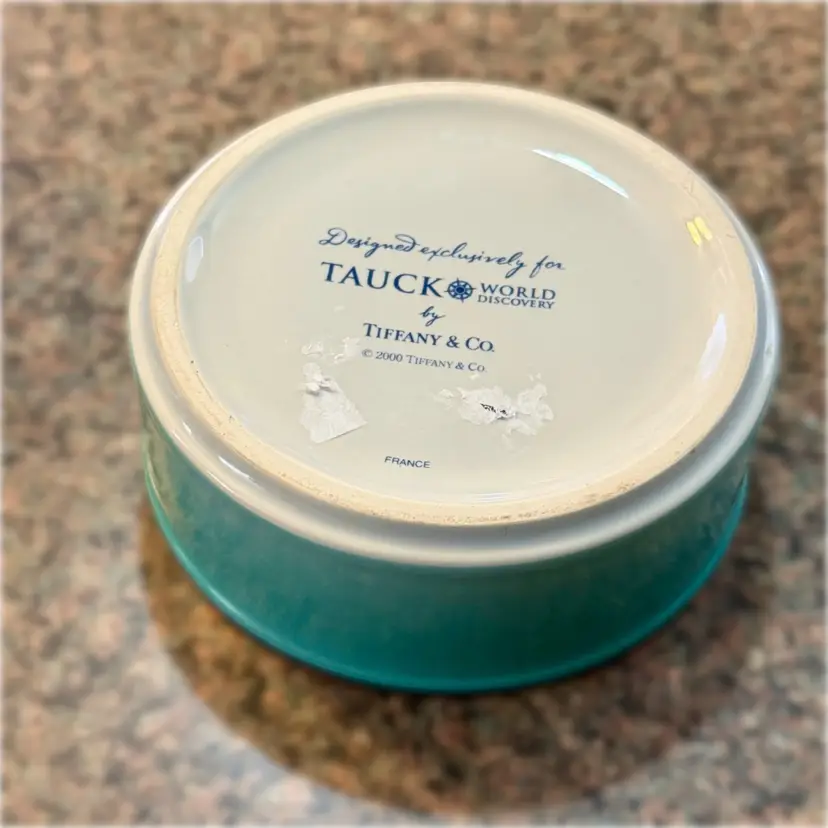 Designed exclusively for
TAUCK WORLD
DISCOVERY
by
TIFFANY & CO.
© 2000 TIFFANY & CO.
FRANCE